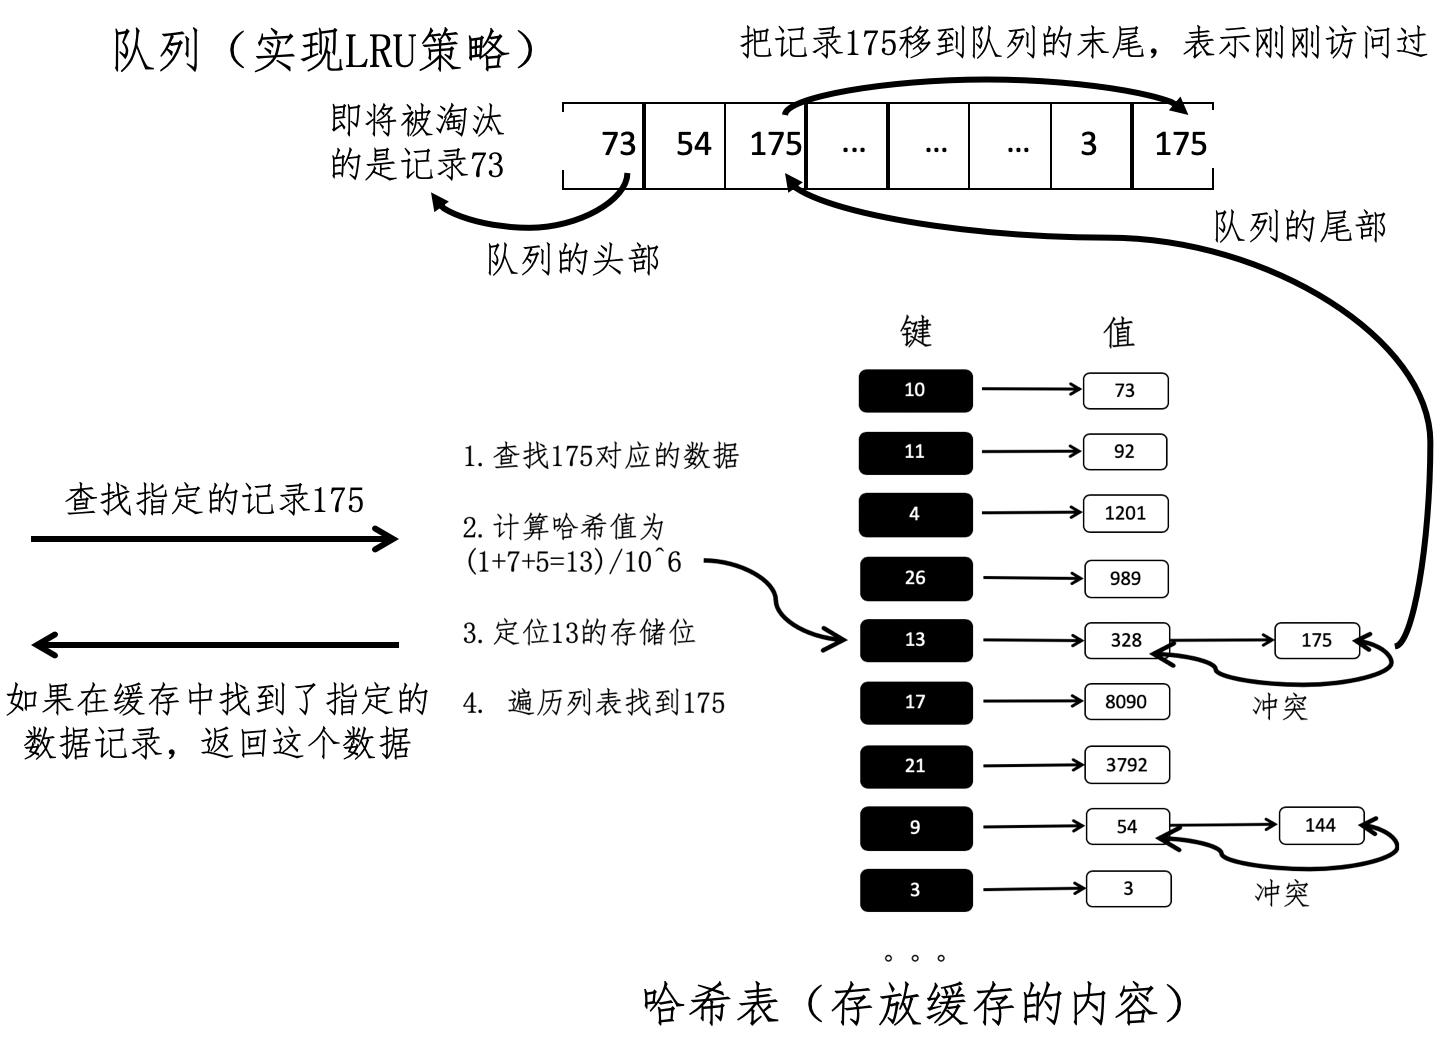 队列（实现LRU策略）
把记录175移到队列的末尾，表示刚刚访问过
即将被淘汰
的是记录73
73 54 175 ... ... ... 3 175
队列的头部
队列的尾部
键 值
10 73
11 92
4 1201
26 989
13 328 175
冲突
17 8090
21 3792
9 54 144
冲突
3 3
。。。
查找指定的记录175
如果在缓存中找到了指定的
数据记录，返回这个数据
1. 查找175对应的数据
2. 计算哈希值为
(1+7+5=13)/10^6
3. 定位13的存储位
4. 遍历列表找到175
哈希表（存放缓存的内容）